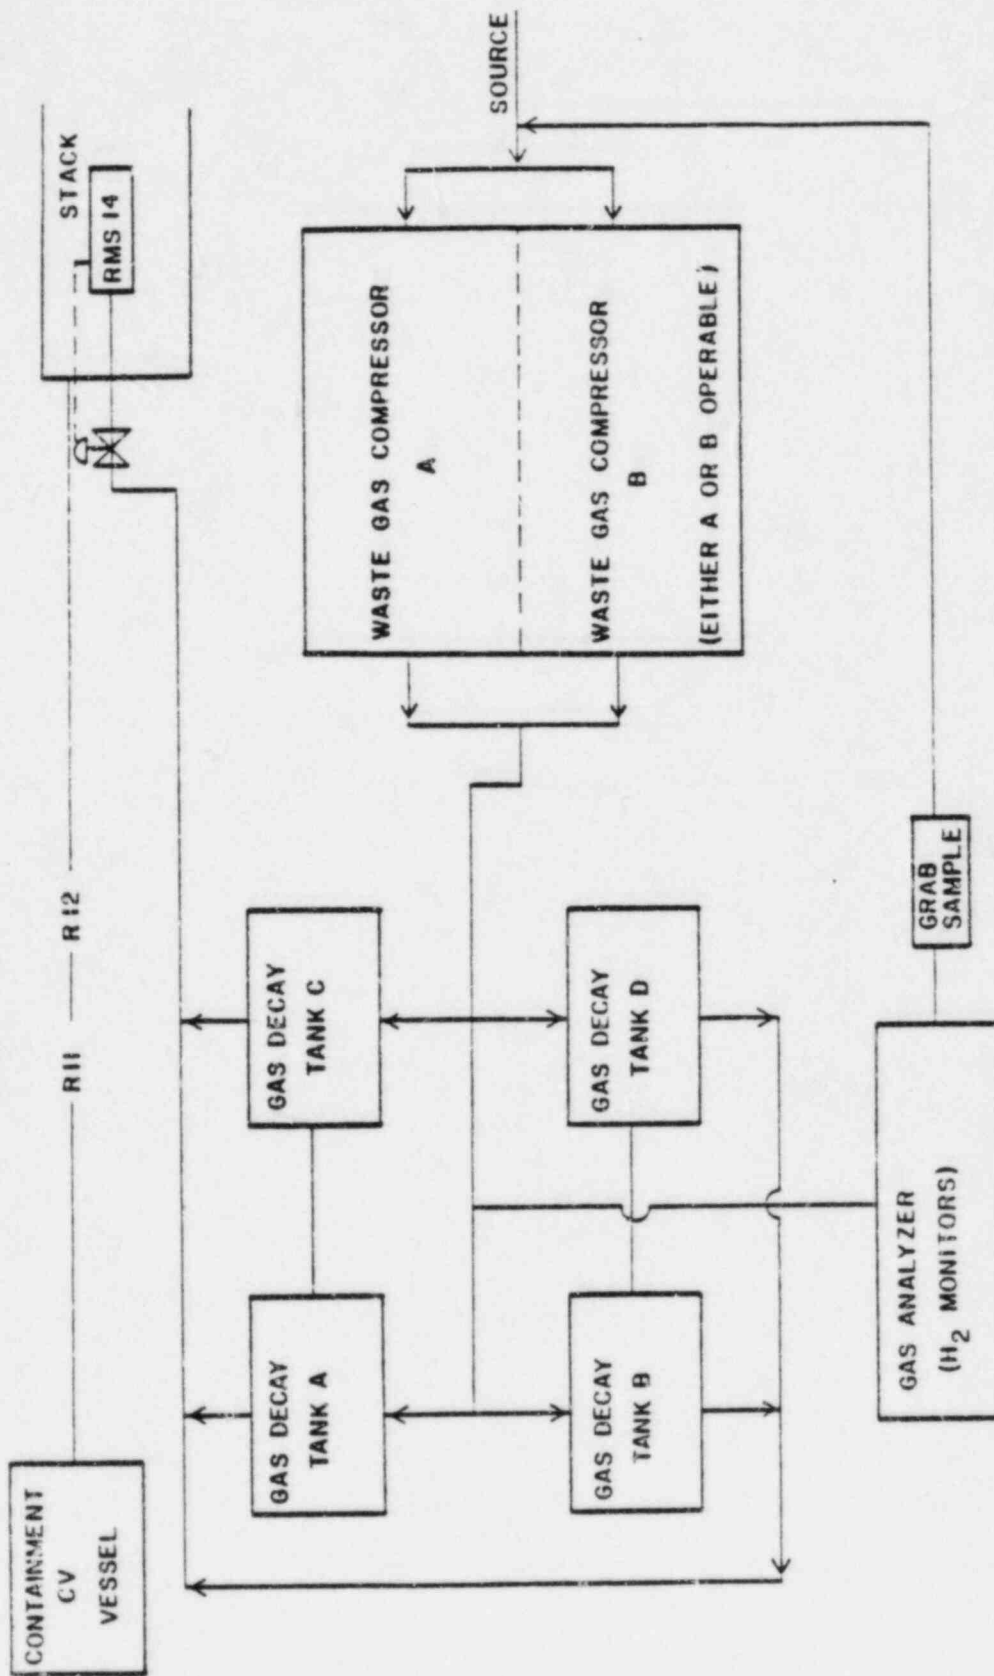 CONTAINMENT
CV
VESSEL
R11
R12
STACK
RMS 14
GAS DECAY
TANK A
GAS DECAY
TANK C
WASTE GAS COMPRESSOR
A
WASTE GAS COMPRESSOR
B
(EITHER A OR B OPERABLE)
SOURCE
GAS DECAY
TANK B
GAS DECAY
TANK D
GAS ANALYZER
(H₂ MONITORS)
GRAB
SAMPLE